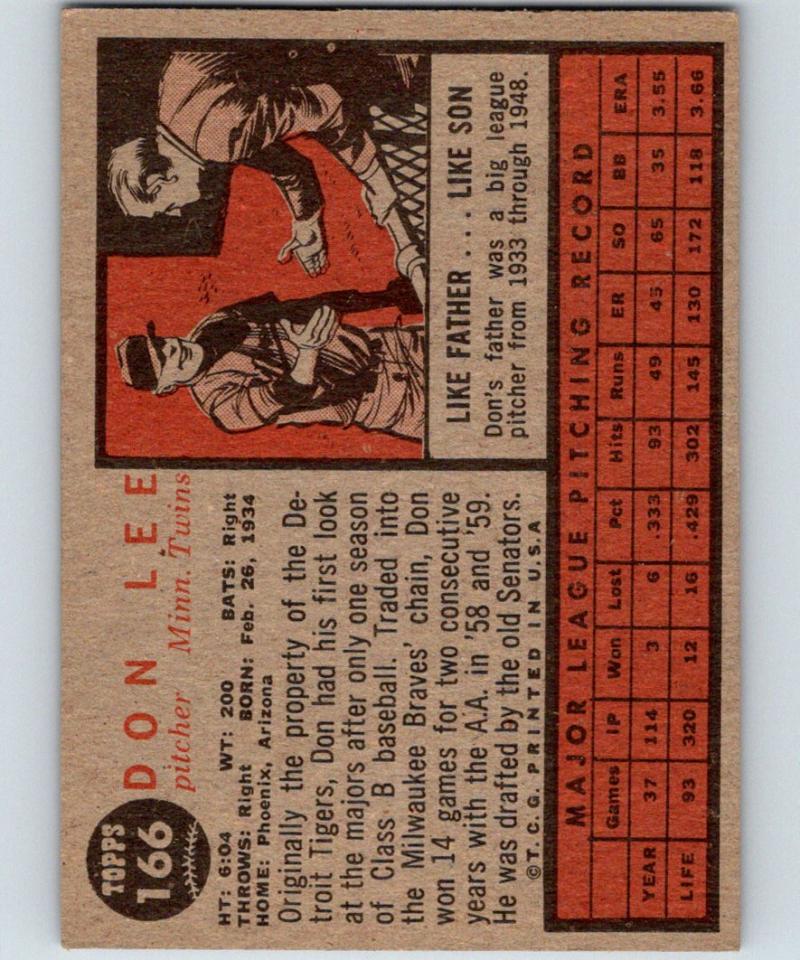 TOPPS
166
DON LEE
pitcher Minn. Twins
HT: 6:04 WT: 200 BATS: Right
THROWS: Right BORN: Feb. 26, 1934
HOME: Phoenix, Arizona
Originally the property of the De-
troit Tigers, Don had his first look
at the majors after only one season
of Class B baseball. Traded into
the Milwaukee Braves' chain, Don
won 14 games for two consecutive
years with the A.A. in '58 and '59.
He was drafted by the old Senators.
©T.C.G. PRINTED IN U.S.A
LIKE FATHER... LIKE SON
Don's father was a big league
pitcher from 1933 through 1948.
MAJOR LEAGUE PITCHING RECORD
Games IP Won Lost Pct Hits Runs ER SO BB ERA
YEAR 37 114 3 6 .333 93 49 45 65 35 3.55
LIFE 93 320 12 16 .429 302 145 130 172 118 3.66